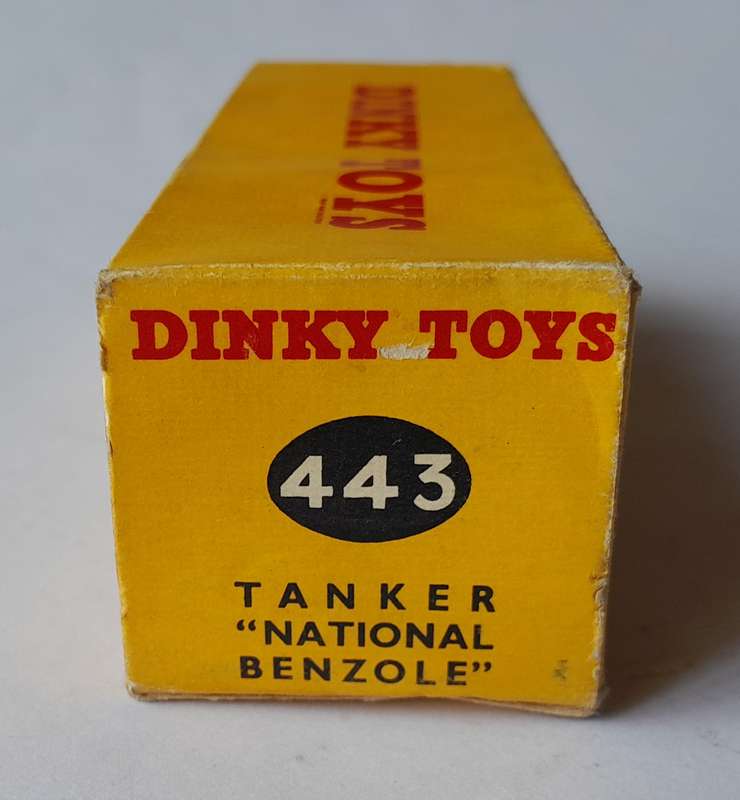 DINKY TOYS
DINKY TOYS
443
TANKER
“NATIONAL
BENZOLE”